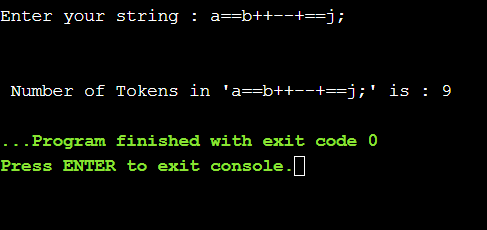 Enter your string : a==b++--+==j;
Number of Tokens in 'a==b++--+==j;' is : 9
...Program finished with exit code 0
Press ENTER to exit console.